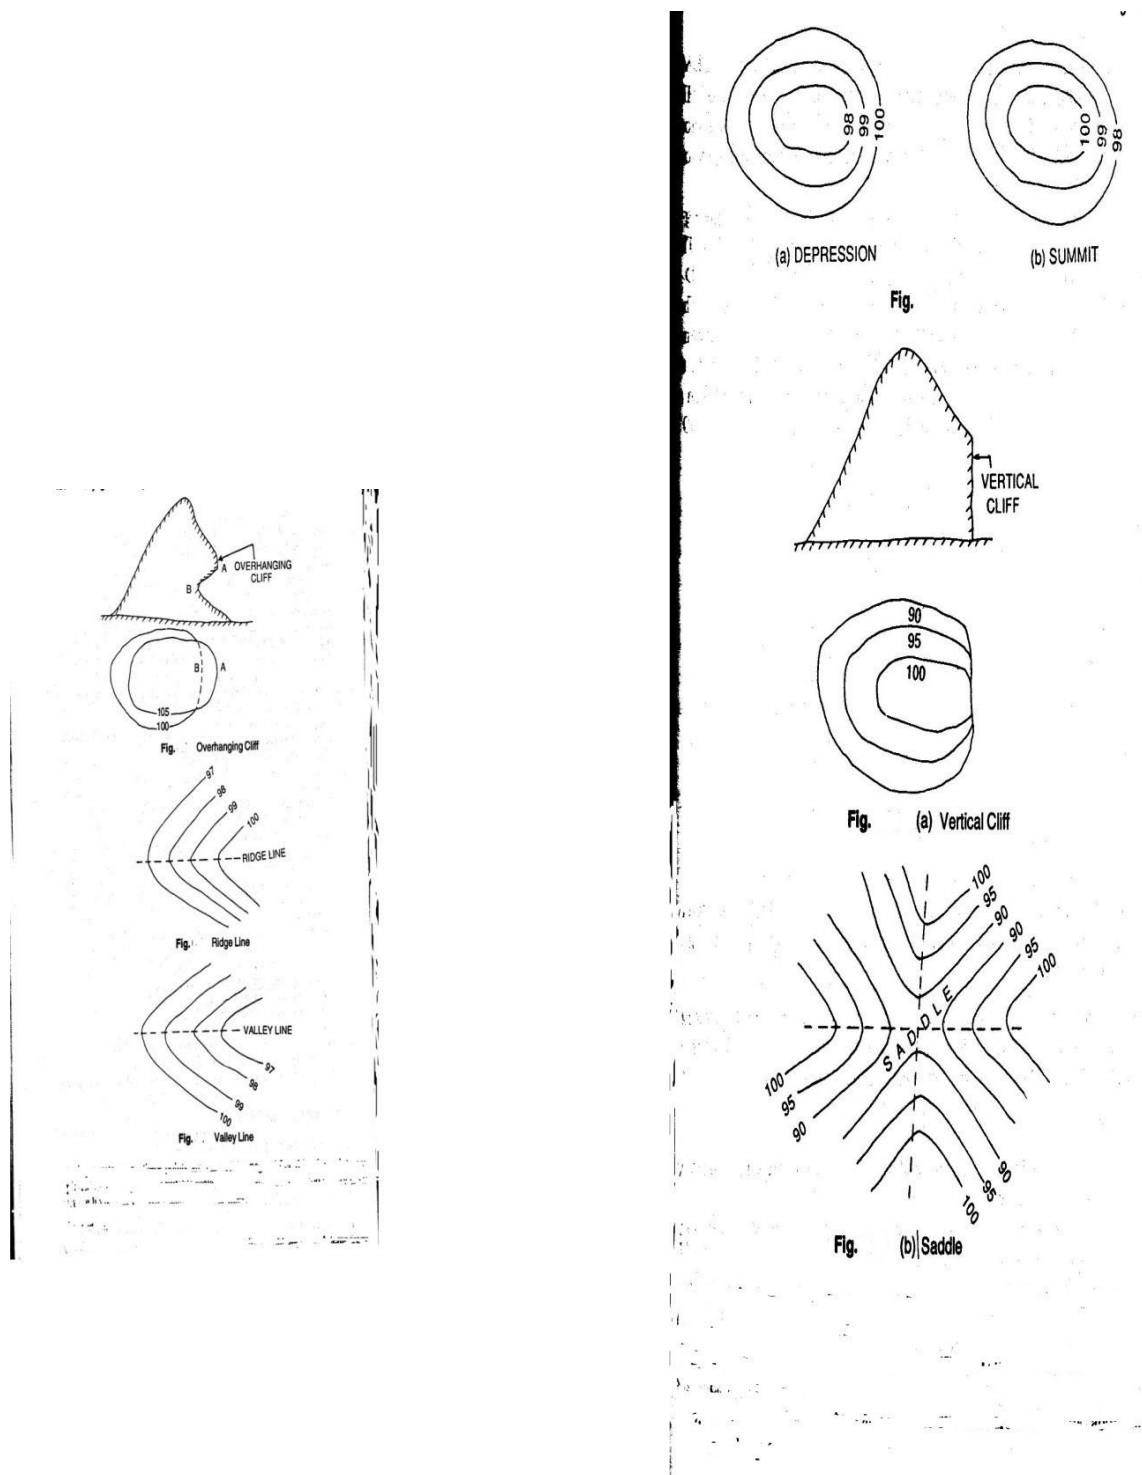 OVERHANGING
CLIFF
A
B
B
A
105
100
Fig. Overhanging Cliff
97
98
99
100
RIDGE LINE
Fig. Ridge Line
VALLEY LINE
97
98
99
100
Fig. Valley Line
98
99
100
100
99
98
(a) DEPRESSION
(b) SUMMIT
Fig.
VERTICAL
CLIFF
90
95
100
Fig. (a) Vertical Cliff
100
95
90
90
95
100
SADDLE
100
95
90
90
95
100
Fig. (b) Saddle